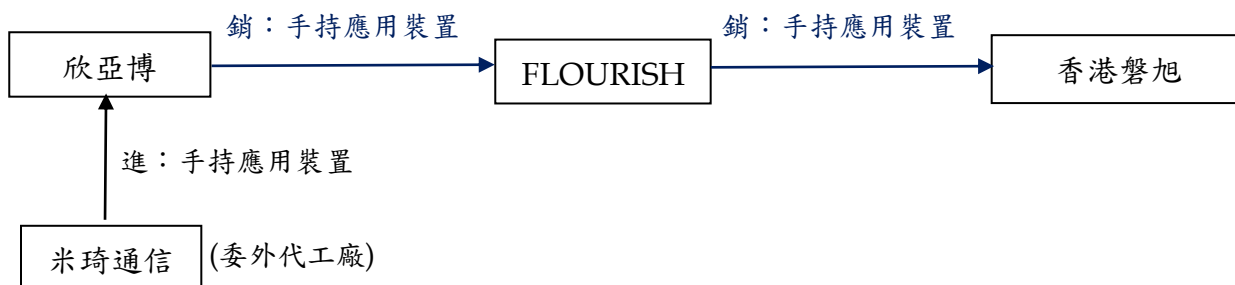 銷：手持應用裝置
銷：手持應用裝置
欣亞博
FLOURISH
香港磐旭
進：手持應用裝置
米琦通信
(委外代工廠)